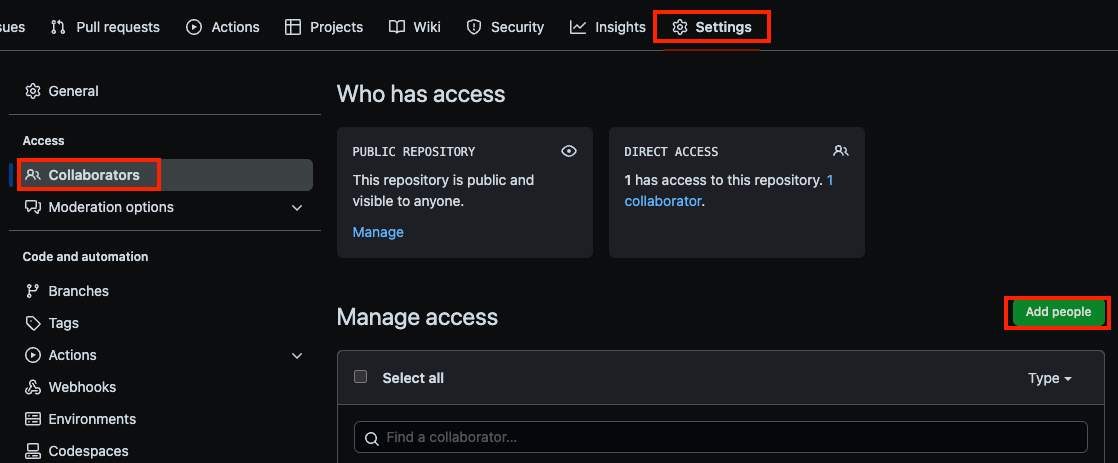 sues Pull requests Actions Projects Wiki Security Insights Settings
General
Access
Collaborators
Moderation options
Code and automation
Branches
Tags
Actions
Webhooks
Environments
Codespaces
Who has access
PUBLIC REPOSITORY
This repository is public and
visible to anyone.
Manage
DIRECT ACCESS
1 has access to this repository. 1
collaborator.
Manage access
Add people
Select all
Type
Find a collaborator...